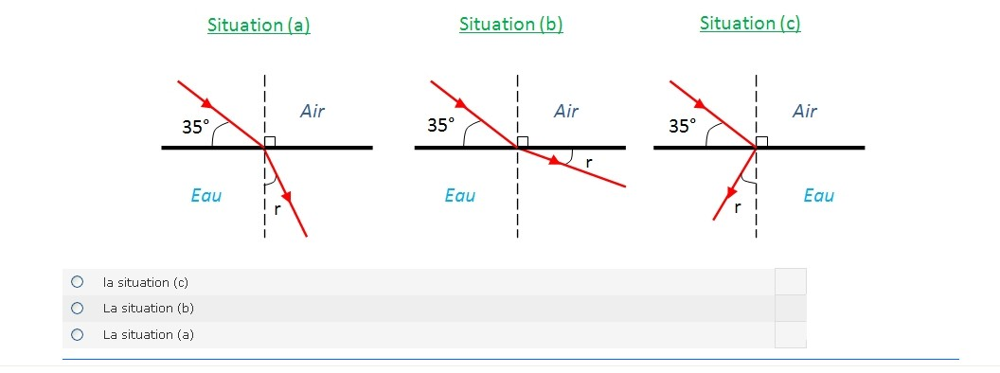 Situation (a) Situation (b) Situation (c)
Air Air Air
35° 35° 35°
r
Eau Eau Eau
r r
la situation (c)
La situation (b)
La situation (a)